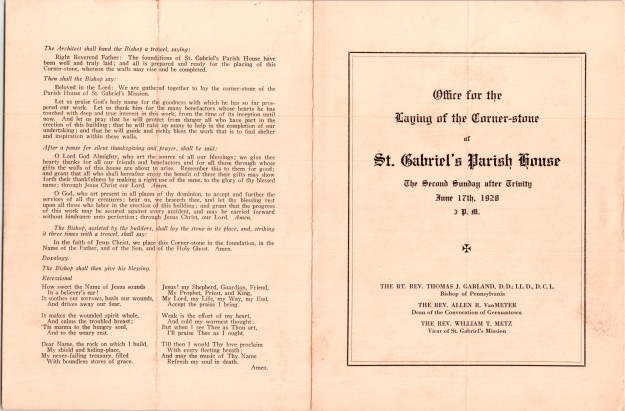 The Architect shall hand the Bishop a trowel, saying:
Right Reverend Father: The foundations of St. Gabriel's Parish House have
been well and truly laid; and all is prepared and ready for the placing of this
Corner-stone, whereon the walls may rise and be completed.
Then shall the Bishop say:
Beloved in the Lord: We are gathered together to lay the corner-stone of the
Parish House of St. Gabriel's Mission.
Let us praise God's holy name for the goodness with which he has so far pros-
pered our work. Let us thank him for the many benefactors whose hearts he has
touched with deep and true interest in this work, from the time of its inception until
now. And let us pray that he will protect from danger all who have part in the
erection of this building; that he will raise up many to help in the completion of our
undertaking; and that he will guide and richly bless the work that is to find shelter
and inspiration within these walls.
After a pause for silent thanksgiving and prayer, shall be said:
O Lord God Almighty, who art the source of all our blessings; we give thee
hearty thanks for all our friends and benefactors and for all those through whose
gifts the walls of this house are about to arise. Remember this to them for good;
and grant that all who shall hereafter enjoy the benefit of these their gifts may show
forth their thankfulness by making a right use of the same, to the glory of thy blessed
name; through Jesus Christ our Lord. Amen.
O God, who art present in all places of thy dominion, to accept and further the
services of all thy creatures; hear us, we beseech thee, and let thy blessing rest
upon all those who labor in the erection of this building; and grant that the progress
of this work may be secured against every accident, and may be carried forward
without hindrance unto perfection; through Jesus Christ, our Lord. Amen.
The Bishop, assisted by the builders, shall lay the stone in its place, and, striking
it three times with a trowel, shall say:
In the faith of Jesus Christ, we place this Corner-stone in the foundation, in the
Name of the Father, and of the Son, and of the Holy Ghost. Amen.
Doxology.
The Bishop shall then give his blessing.
Recessional
How sweet the Name of Jesus sounds
In a believer's ear!
It soothes our sorrows, heals our wounds,
And drives away our fear.
It makes the wounded spirit whole,
And calms the troubled breast;
'Tis manna to the hungry soul,
And to the weary rest.
Dear Name, the rock on which I build,
My shield and hiding-place,
My never-failing treasury, filled
With boundless stores of grace.
Jesus! my Shepherd, Guardian, Friend,
My Prophet, Priest, and King,
My Lord, my Life, my Way, my End,
Accept the praise I bring.
Weak is the effort of my heart,
And cold my warmest thought;
But when I see Thee as Thou art,
I'll praise Thee as I ought.
Till then I would Thy love proclaim
With every fleeting breath;
And may the music of Thy Name
Refresh my soul in death.
Amen.
Office for the
Laying of the Corner-stone
of
St. Gabriel's Parish House
The Second Sunday after Trinity
June 17th, 1928
3 P. M.
THE RT. REV. THOMAS J. GARLAND, D.D.; LL.D., D.C.L.
Bishop of Pennsylvania
THE REV. ALLEN R. VanMETER
Dean of the Convocation of Germantown
THE REV. WILLIAM T. METZ
Vicar of St. Gabriel's Mission